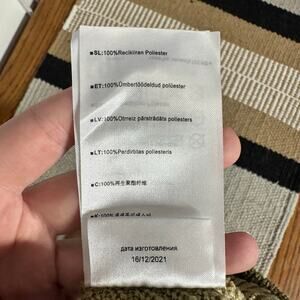 ■SL:100%Recikliran Poliester
■ET:100%Ümbertöödeldud polüester
■LV:100%Otrreiz pārstrādāts poliesters
■LT:100%Perdirbtas poliesteris
■C:100%再生聚酯纤维
дата изготовления
16/12/2021